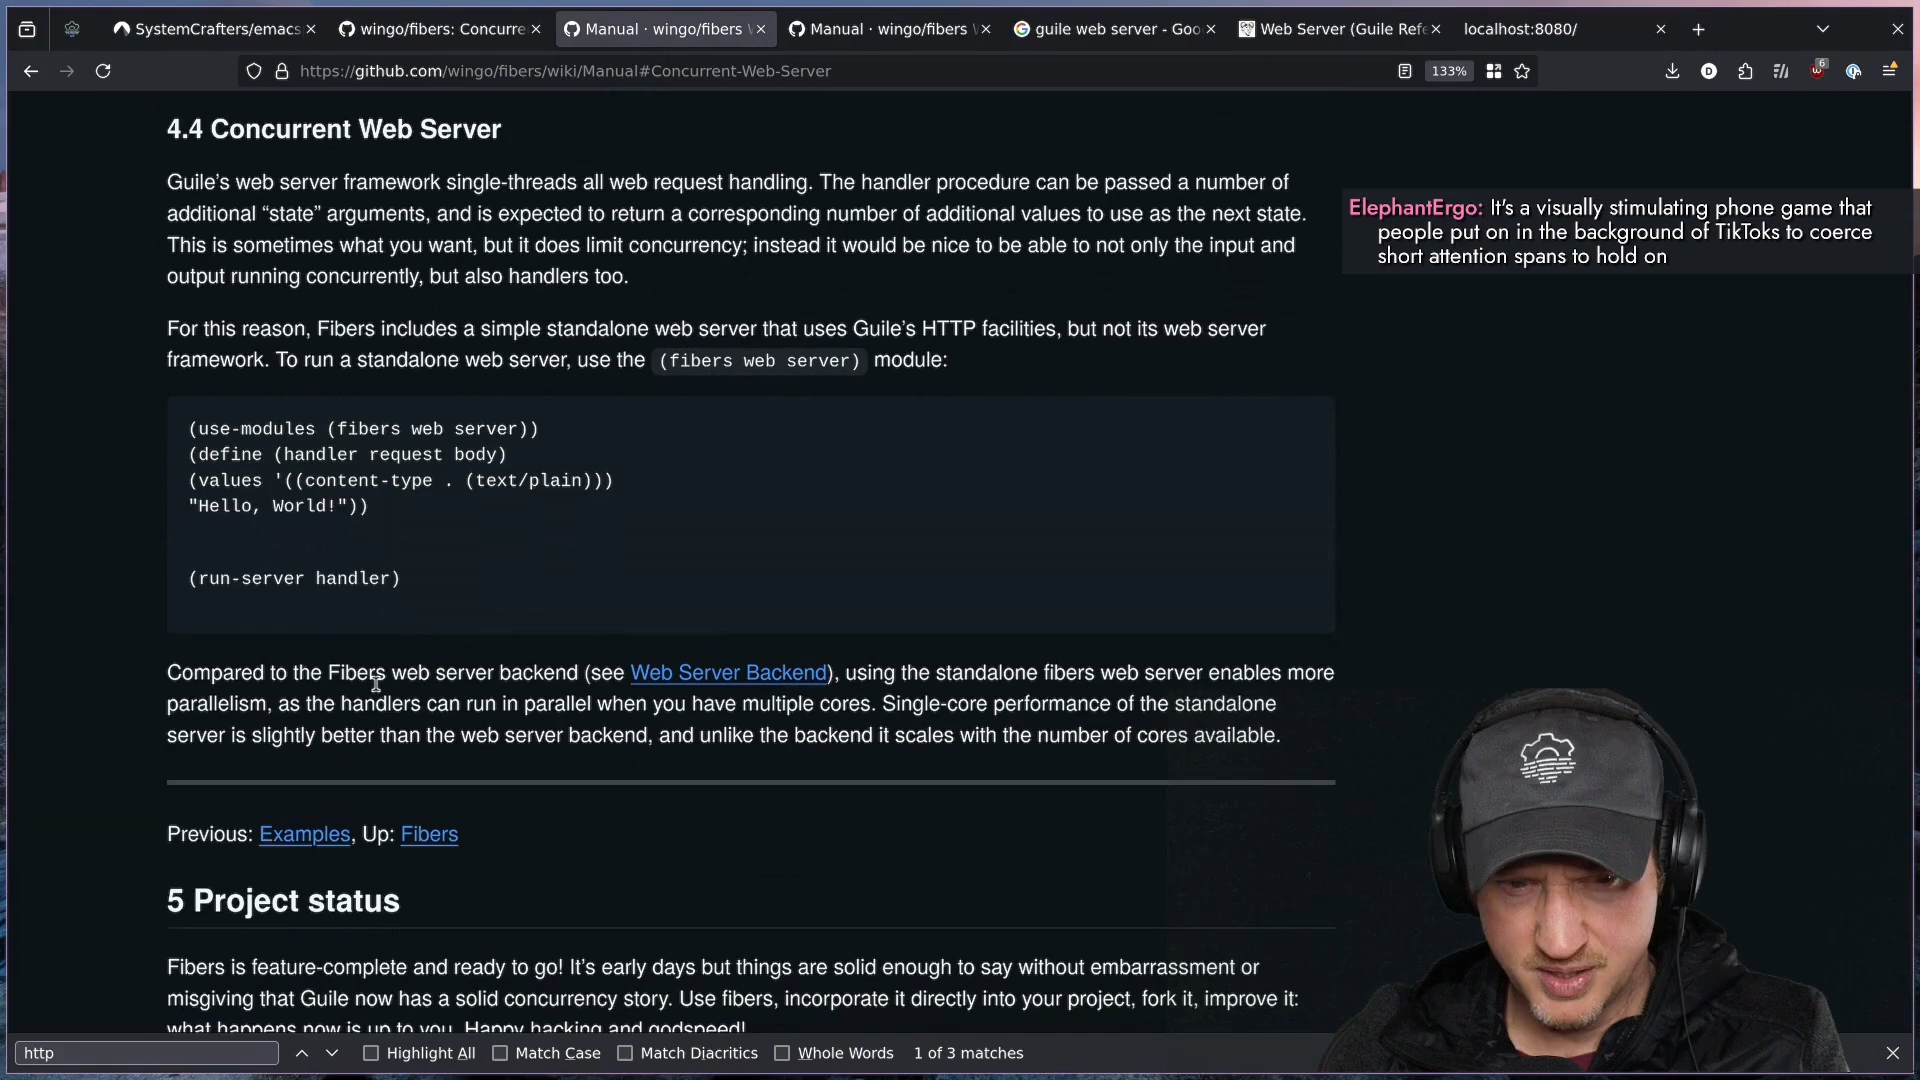 SystemCrafters/emacs
wingo/fibers: Concurre
Manual · wingo/fibers W
Manual · wingo/fibers W
guile web server - Goo
Web Server (Guile Refe
localhost:8080/
https://github.com/wingo/fibers/wiki/Manual#Concurrent-Web-Server
133%
6
4.4 Concurrent Web Server
Guile’s web server framework single-threads all web request handling. The handler procedure can be passed a number of
additional “state” arguments, and is expected to return a corresponding number of additional values to use as the next state.
This is sometimes what you want, but it does limit concurrency; instead it would be nice to be able to not only the input and
output running concurrently, but also handlers too.
ElephantErgo: It's a visually stimulating phone game that
people put on in the background of TikToks to coerce
short attention spans to hold on
For this reason, Fibers includes a simple standalone web server that uses Guile’s HTTP facilities, but not its web server
framework. To run a standalone web server, use the (fibers web server) module:
(use-modules (fibers web server))
(define (handler request body)
(values '((content-type . (text/plain)))
"Hello, World!"))
(run-server handler)
Compared to the Fibers web server backend (see Web Server Backend), using the standalone fibers web server enables more
parallelism, as the handlers can run in parallel when you have multiple cores. Single-core performance of the standalone
server is slightly better than the web server backend, and unlike the backend it scales with the number of cores available.
Previous: Examples, Up: Fibers
5 Project status
Fibers is feature-complete and ready to go! It’s early days but things are solid enough to say without embarrassment or
misgiving that Guile now has a solid concurrency story. Use fibers, incorporate it directly into your project, fork it, improve it:
what happens now is up to you. Happy hacking and godspeed!
http
Highlight All
Match Case
Match Diacritics
Whole Words
1 of 3 matches